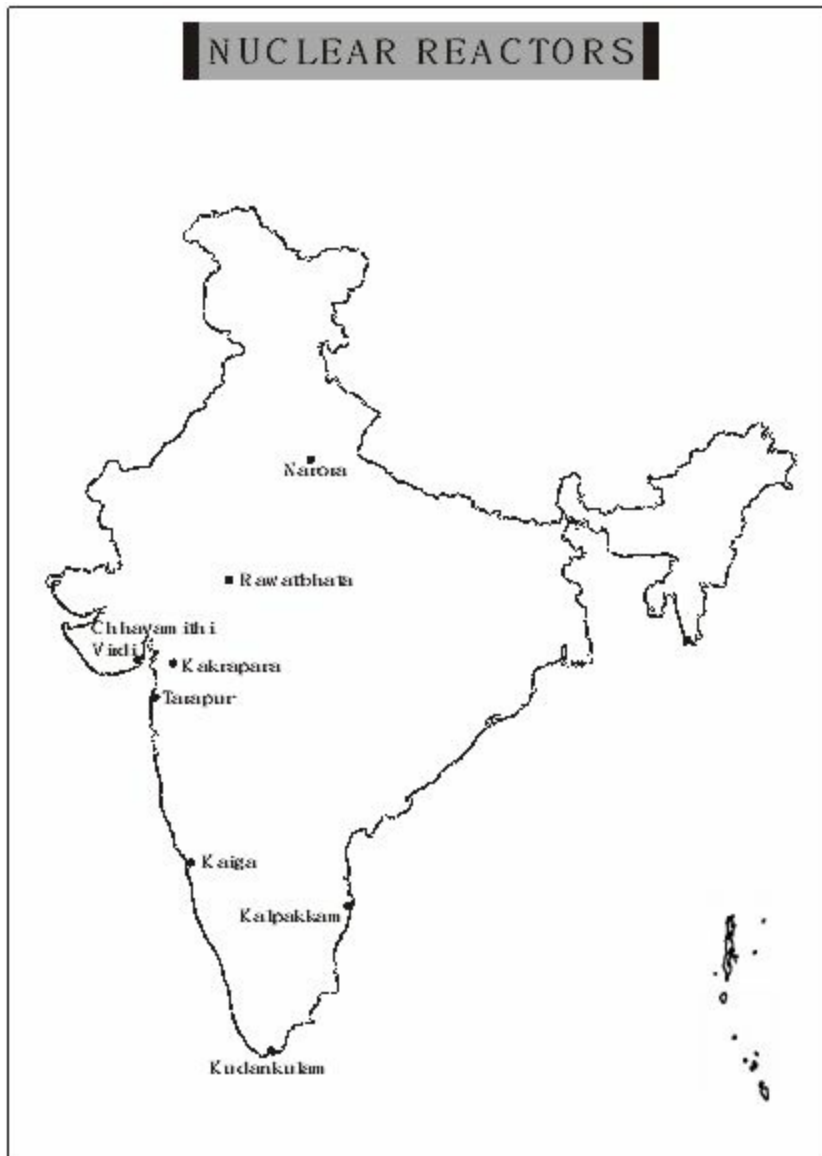 NUCLEAR REACTORS
Narora
Rawatbhata
Chhayamithi
Virdi
Kakrapara
Tarapur
Kaiga
Kalpakkam
Kudankulam